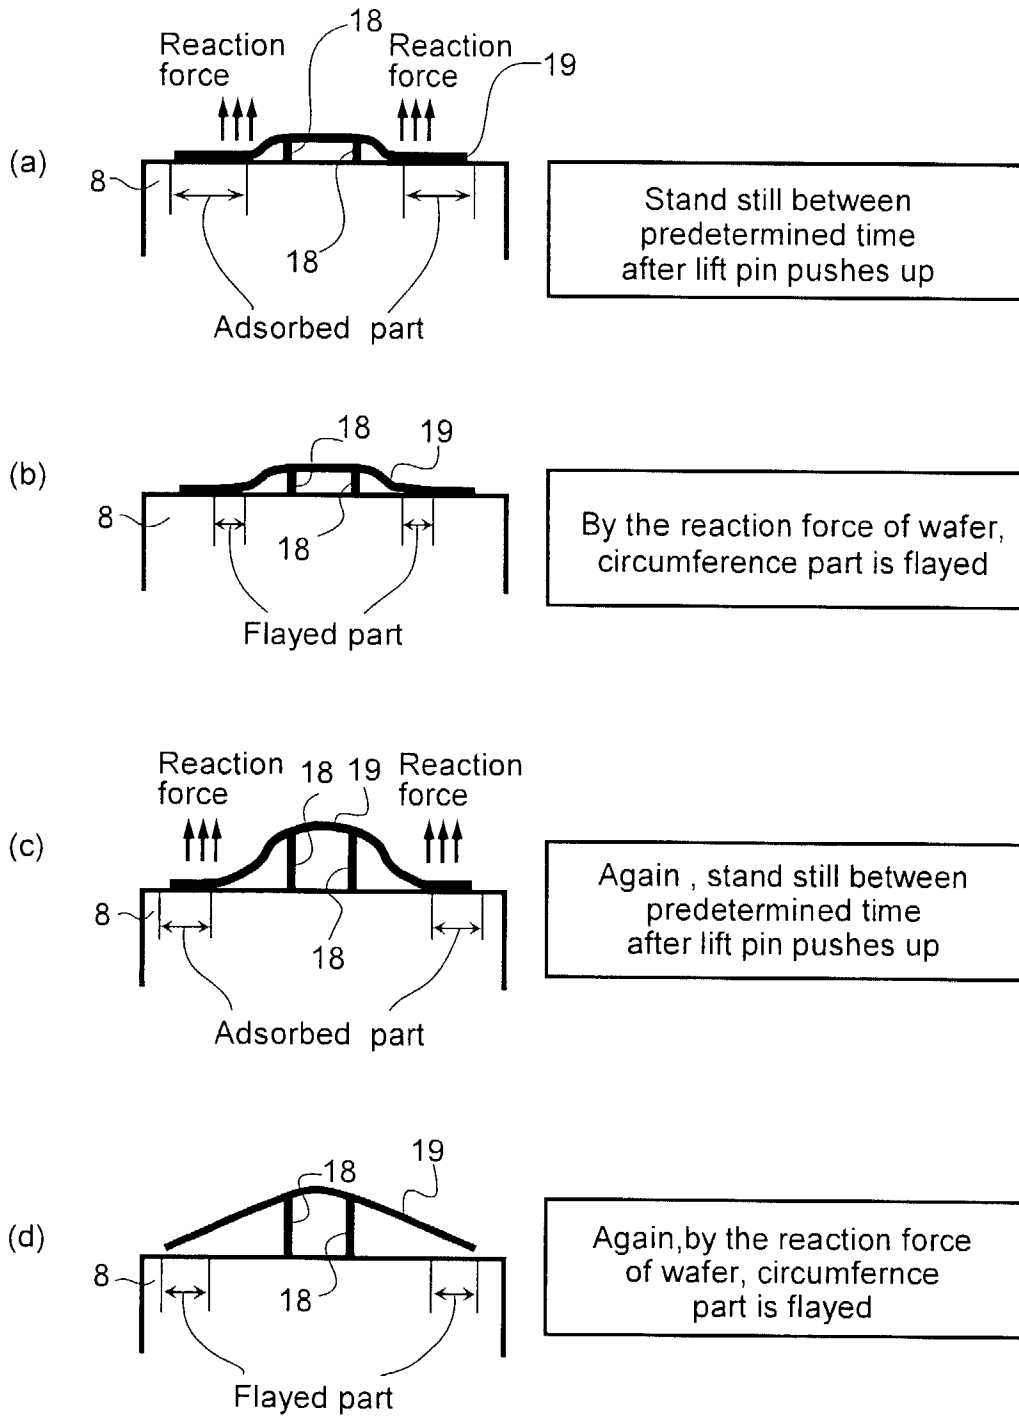 18
Reaction force
Reaction force
19
(a)
8
18
Adsorbed part
Stand still between
predetermined time
after lift pin pushes up
18
19
(b)
8
18
Flayed part
By the reaction force of wafer,
circumference part is flayed
Reaction force
18
19
Reaction force
(c)
8
18
Adsorbed part
Again , stand still between
predetermined time
after lift pin pushes up
18
19
(d)
8
18
Flayed part
Again,by the reaction force
of wafer, circumfernce
part is flayed